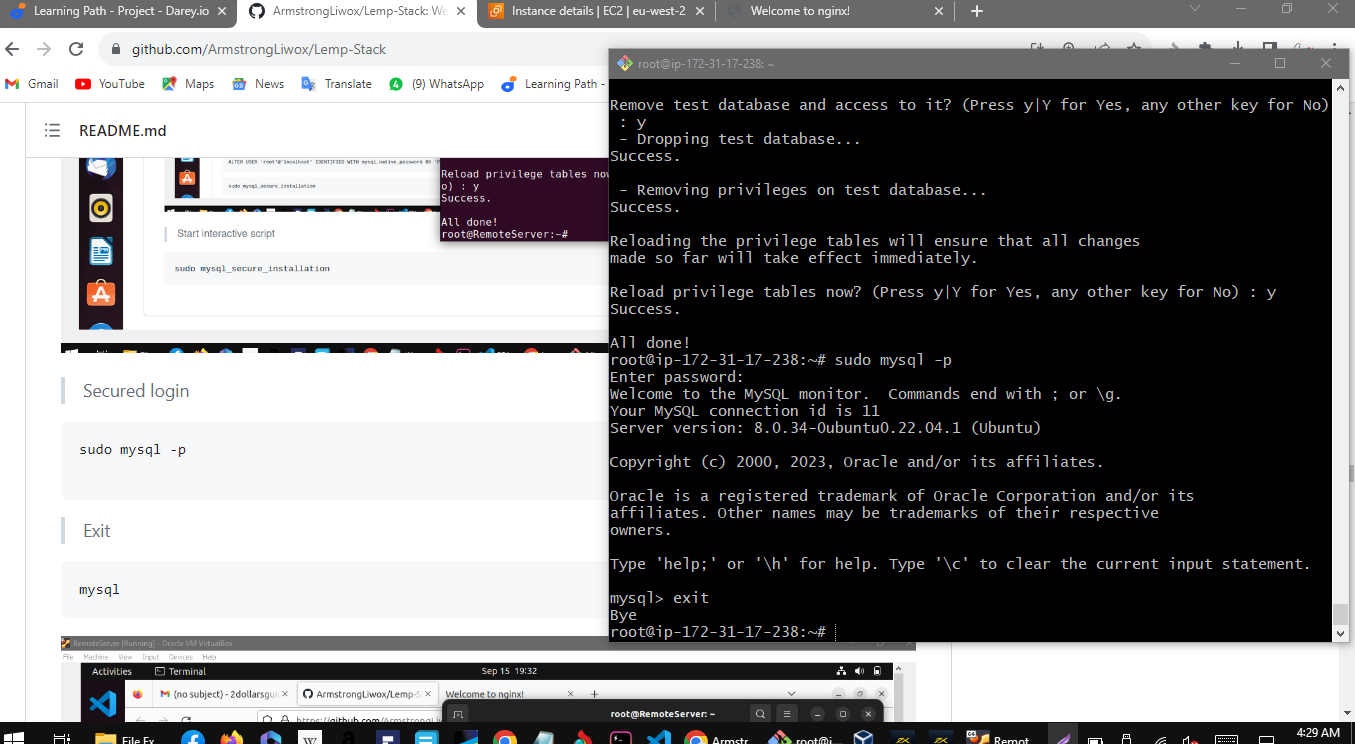 Learning Path - Project - Darey.io
ArmstrongLiwox/Lemp-Stack: We
Instance details | EC2 | eu-west-2
Welcome to nginx!
github.com/ArmstrongLiwox/Lemp-Stack
Gmail
YouTube
Maps
News
Translate
(9) WhatsApp
Learning Path -
README.md
sudo mysql_secure_installation
Reload privilege tables now
o) : y
Success.
All done!
root@RemoteServer:~#
Start interactive script
sudo mysql_secure_installation
Secured login
sudo mysql -p
Exit
mysql
RemoteServer [Running] - Oracle VM VirtualBox
File Machine View Input Devices Help
Activities
Terminal
Sep 15 19:32
(no subject) - 2dollarsgui
ArmstrongLiwox/Lemp-S
Welcome to nginx!
https://github.com/ArmstrongLi
root@RemoteServer: ~
root@ip-172-31-17-238: ~
Remove test database and access to it? (Press y|Y for Yes, any other key for No)
: y
- Dropping test database...
Success.
- Removing privileges on test database...
Success.
Reloading the privilege tables will ensure that all changes
made so far will take effect immediately.
Reload privilege tables now? (Press y|Y for Yes, any other key for No) : y
Success.
All done!
root@ip-172-31-17-238:~# sudo mysql -p
Enter password:
Welcome to the MySQL monitor.  Commands end with ; or \g.
Your MySQL connection id is 11
Server version: 8.0.34-0ubuntu0.22.04.1 (Ubuntu)
Copyright (c) 2000, 2023, Oracle and/or its affiliates.
Oracle is a registered trademark of Oracle Corporation and/or its
affiliates. Other names may be trademarks of their respective
owners.
Type 'help;' or '\h' for help. Type '\c' to clear the current input statement.
mysql> exit
Bye
root@ip-172-31-17-238:~#
File Ex
Armstr
root@i
Remot
4:29 AM